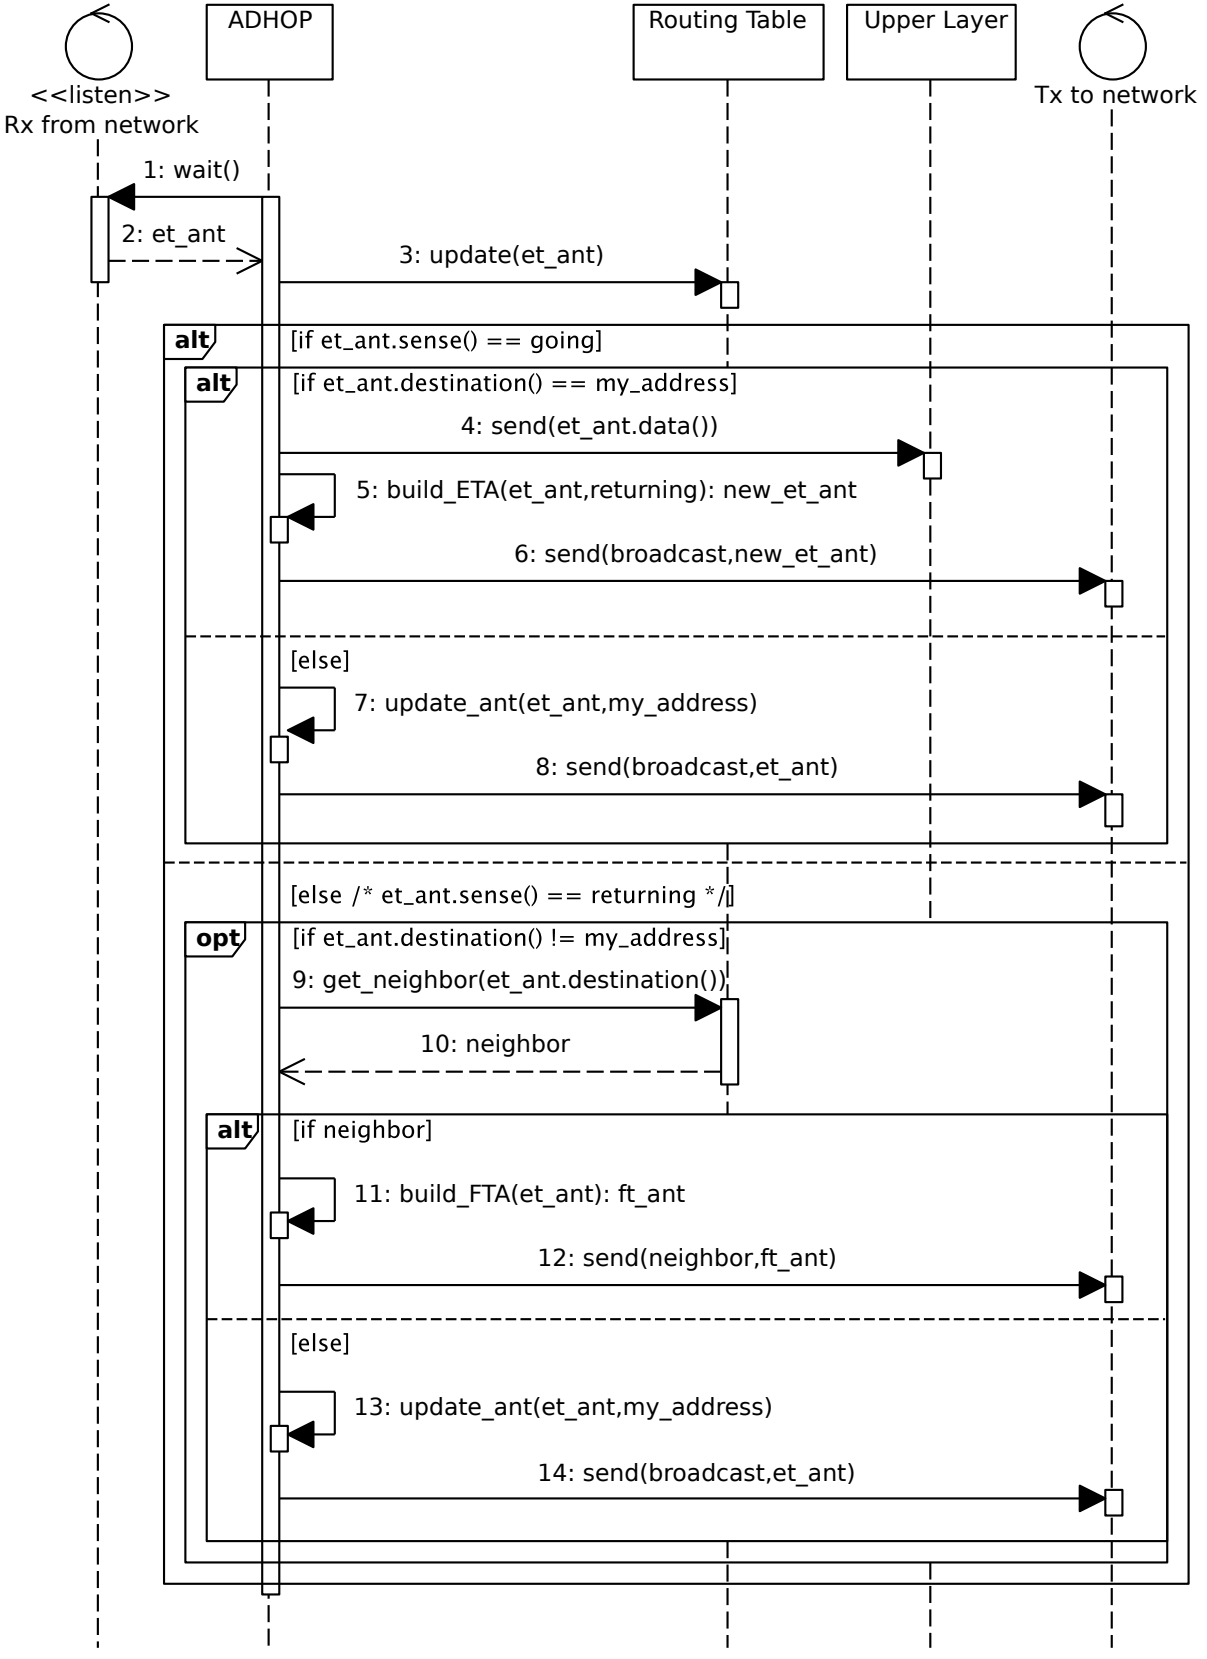 ADHOP
Routing Table
Upper Layer
<<listen>>
Rx from network
Tx to network
1: wait()
2: et_ant
3: update(et_ant)
alt
[if et_ant.sense() == going]
alt
[if et_ant.destination() == my_address]
4: send(et_ant.data())
5: build_ETA(et_ant,returning): new_et_ant
6: send(broadcast,new_et_ant)
[else]
7: update_ant(et_ant,my_address)
8: send(broadcast,et_ant)
[else /* et_ant.sense() == returning */]
opt
[if et_ant.destination() != my_address]
9: get_neighbor(et_ant.destination())
10: neighbor
alt
[if neighbor]
11: build_FTA(et_ant): ft_ant
12: send(neighbor,ft_ant)
[else]
13: update_ant(et_ant,my_address)
14: send(broadcast,et_ant)